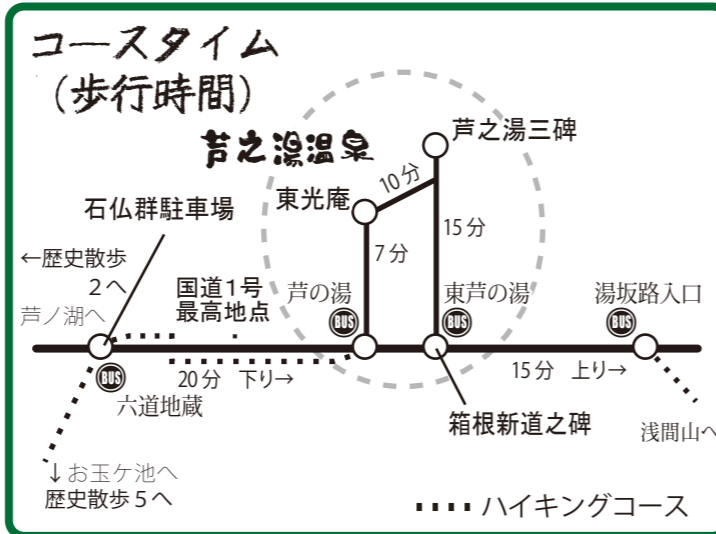 コースタイム
(歩行時間)
芦之湯温泉
芦之湯三碑
10分
東光庵
石仏群駐車場
15分
7分
←歴史散歩
2へ
国道1号
最高地点
芦の湯
東芦の湯
湯坂路入口
芦ノ湖へ
BUS
BUS
BUS
BUS
20分 下り→
15分 上り→
六道地蔵
箱根新道之碑
浅間山へ
↓お玉ケ池へ
歴史散歩5へ
ハイキングコース